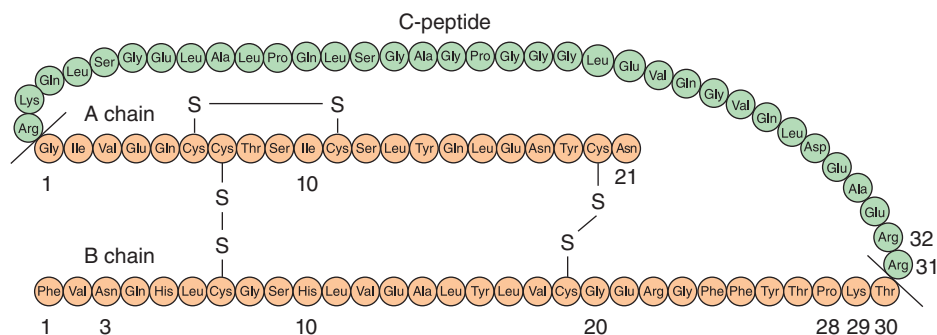 C-peptide
Gln Leu Ser Gly Glu Leu Ala Leu Pro Gln Leu Ser Gly Ala Gly Pro Gly Gly Gly Leu Glu Val Gln Gly Val Gln Leu Asp Glu Ala Glu Arg 32
Lys
Arg
Arg 31
A chain
S S
Gly Ile Val Glu Gln Cys Cys Thr Ser Ile Cys Ser Leu Tyr Gln Leu Glu Asn Tyr Cys Asn
1 10 21
S S
S S
B chain
Phe Val Asn Gln His Leu Cys Gly Ser His Leu Val Glu Ala Leu Tyr Leu Val Cys Gly Glu Arg Gly Phe Phe Tyr Thr Pro Lys Thr
1 3 10 20 28 29 30